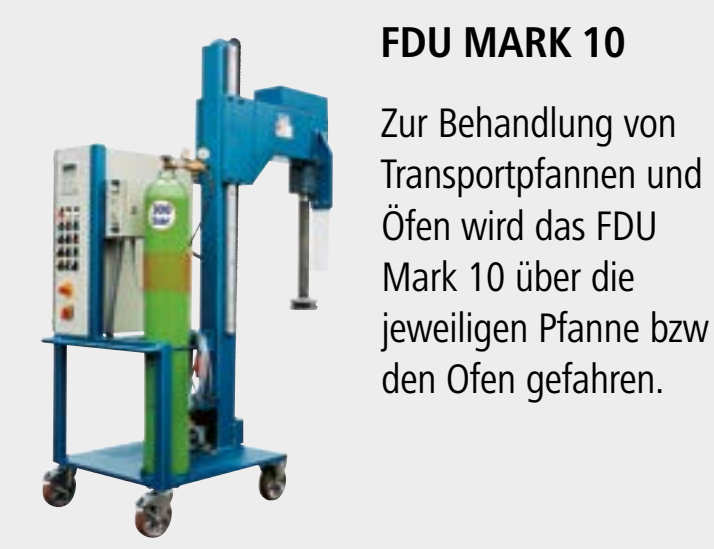 FDU MARK 10
Zur Behandlung von
Transportpfannen und
Öfen wird das FDU
Mark 10 über die
jeweiligen Pfanne bzw
den Ofen gefahren.